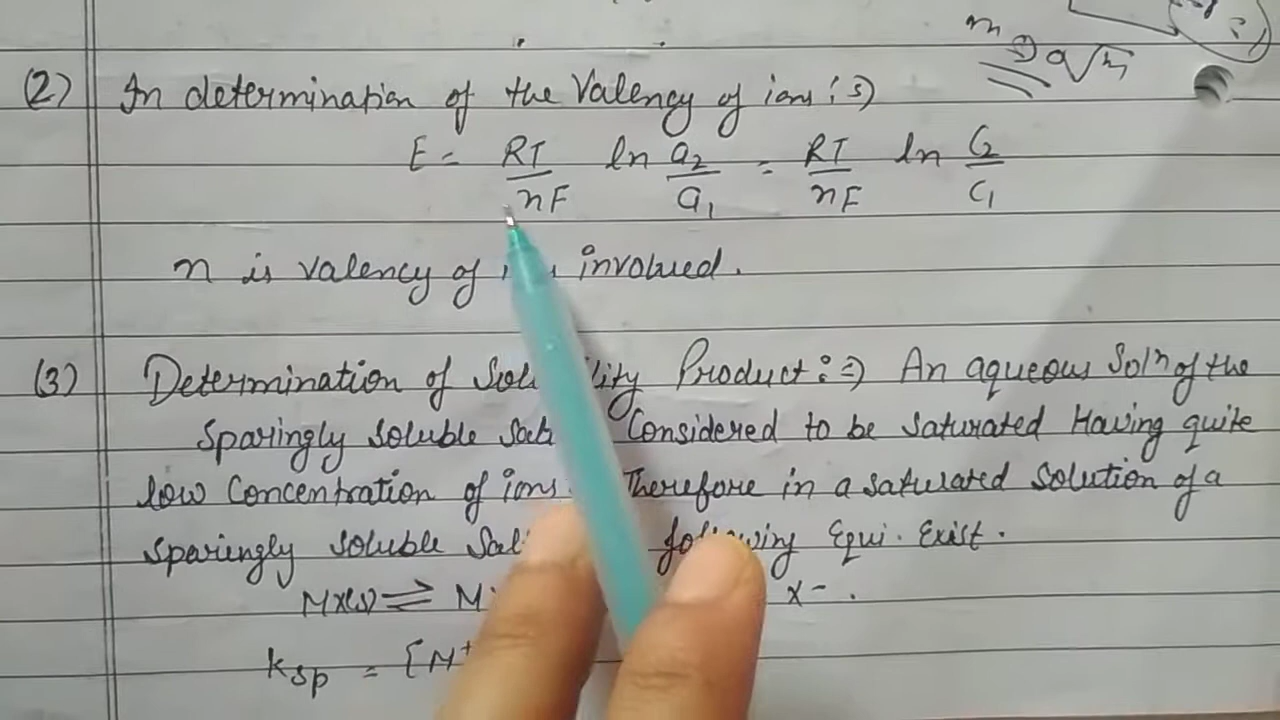 (2) In determination of the Valency of ions :⇒
E = RT/nF ln a2/a1 = RT/nF ln C2/C1
n is valency of involved.
(3) Determination of Product :⇒ An aqueous Solⁿ of the
Sparingly soluble Considered to be saturated Having quite
low Concentration of ions Therefore in a saturated solution of a
sparingly soluble following Equi. Exist.
MX(s) ⇌ M X- .
Ksp = [M+